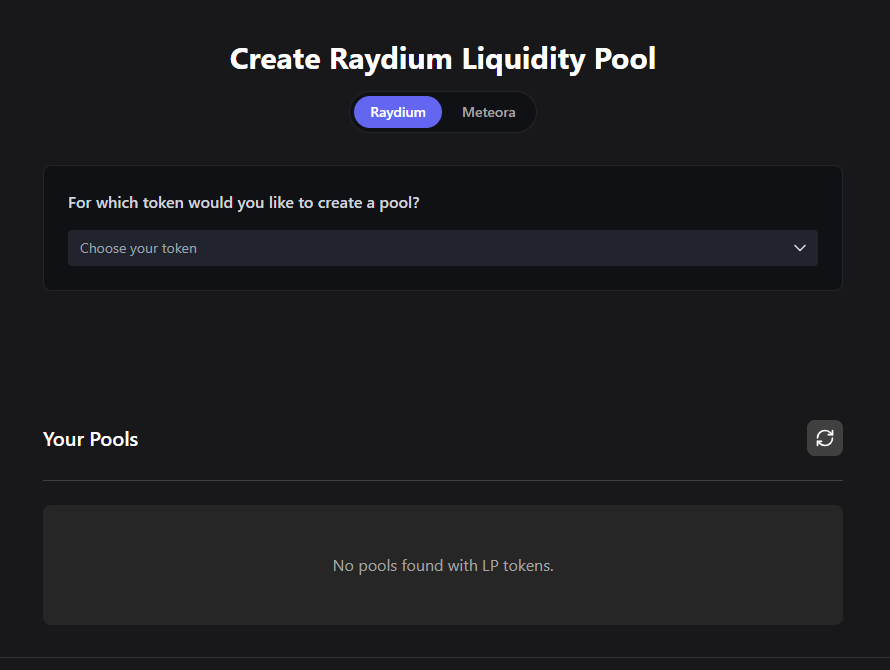 Create Raydium Liquidity Pool
Raydium
Meteora
For which token would you like to create a pool?
Choose your token
Your Pools
No pools found with LP tokens.